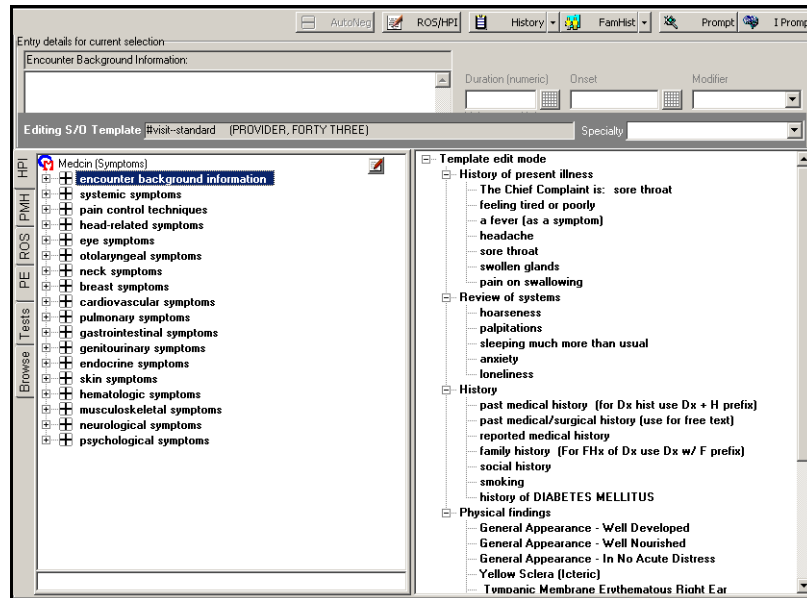 AutoNeg ROS/HPI History FamHist Prompt I Promp
Entry details for current selection
Encounter Background Information:
Duration (numeric) Onset Modifier
Editing S/O Template #visit--standard (PROVIDER, FORTY THREE) Specialty
HPI
PMH
ROS
PE
Tests
Browse
Medcin (Symptoms)
encounter background information
systemic symptoms
pain control techniques
head-related symptoms
eye symptoms
otolaryngeal symptoms
neck symptoms
breast symptoms
cardiovascular symptoms
pulmonary symptoms
gastrointestinal symptoms
genitourinary symptoms
endocrine symptoms
skin symptoms
hematologic symptoms
musculoskeletal symptoms
neurological symptoms
psychological symptoms
Template edit mode
History of present illness
The Chief Complaint is: sore throat
feeling tired or poorly
a fever (as a symptom)
headache
sore throat
swollen glands
pain on swallowing
Review of systems
hoarseness
palpitations
sleeping much more than usual
anxiety
loneliness
History
past medical history (for Dx hist use Dx + H prefix)
past medical/surgical history (use for free text)
reported medical history
family history (For FHx of Dx use Dx w/ F prefix)
social history
smoking
history of DIABETES MELLITUS
Physical findings
General Appearance - Well Developed
General Appearance - Well Nourished
General Appearance - In No Acute Distress
Yellow Sclera (Icteric)
Tympanic Membrane Erythematous Right Ear